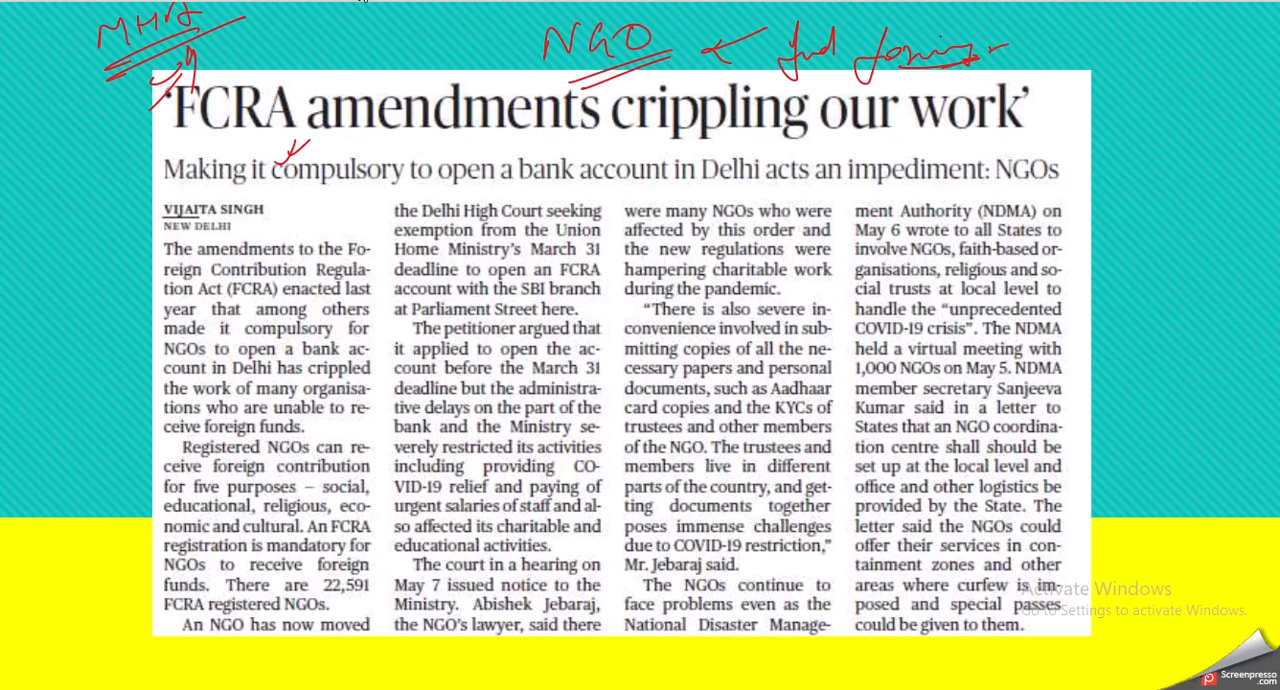 MHA
NGO ← fund
'FCRA amendments crippling our work'
Making it compulsory to open a bank account in Delhi acts an impediment: NGOs
VIJAITA SINGH
NEW DELHI
The amendments to the Fo-
reign Contribution Regula-
tion Act (FCRA) enacted last
year that among others
made it compulsory for
NGOs to open a bank ac-
count in Delhi has crippled
the work of many organisa-
tions who are unable to re-
ceive foreign funds.
Registered NGOs can re-
ceive foreign contribution
for five purposes – social,
educational, religious, eco-
nomic and cultural. An FCRA
registration is mandatory for
NGOs to receive foreign
funds. There are 22,591
FCRA registered NGOs.
An NGO has now moved
the Delhi High Court seeking
exemption from the Union
Home Ministry's March 31
deadline to open an FCRA
account with the SBI branch
at Parliament Street here.
The petitioner argued that
it applied to open the ac-
count before the March 31
deadline but the administra-
tive delays on the part of the
bank and the Ministry se-
verely restricted its activities
including providing CO-
VID-19 relief and paying of
urgent salaries of staff and al-
so affected its charitable and
educational activities.
The court in a hearing on
May 7 issued notice to the
Ministry. Abishek Jebaraj,
the NGO's lawyer, said there
were many NGOs who were
affected by this order and
the new regulations were
hampering charitable work
during the pandemic.
"There is also severe in-
convenience involved in sub-
mitting copies of all the ne-
cessary papers and personal
documents, such as Aadhaar
card copies and the KYCs of
trustees and other members
of the NGO. The trustees and
members live in different
parts of the country, and get-
ting documents together
poses immense challenges
due to COVID-19 restriction,"
Mr. Jebaraj said.
The NGOs continue to
face problems even as the
National Disaster Manage-
ment Authority (NDMA) on
May 6 wrote to all States to
involve NGOs, faith-based or-
ganisations, religious and so-
cial trusts at local level to
handle the "unprecedented
COVID-19 crisis". The NDMA
held a virtual meeting with
1,000 NGOs on May 5. NDMA
member secretary Sanjeeva
Kumar said in a letter to
States that an NGO coordina-
tion centre shall should be
set up at the local level and
office and other logistics be
provided by the State. The
letter said the NGOs could
offer their services in con-
tainment zones and other
areas where curfew is im-
posed and special passes
could be given to them.
Activate Windows
Go to Settings to activate Windows.
Screenpresso
.com